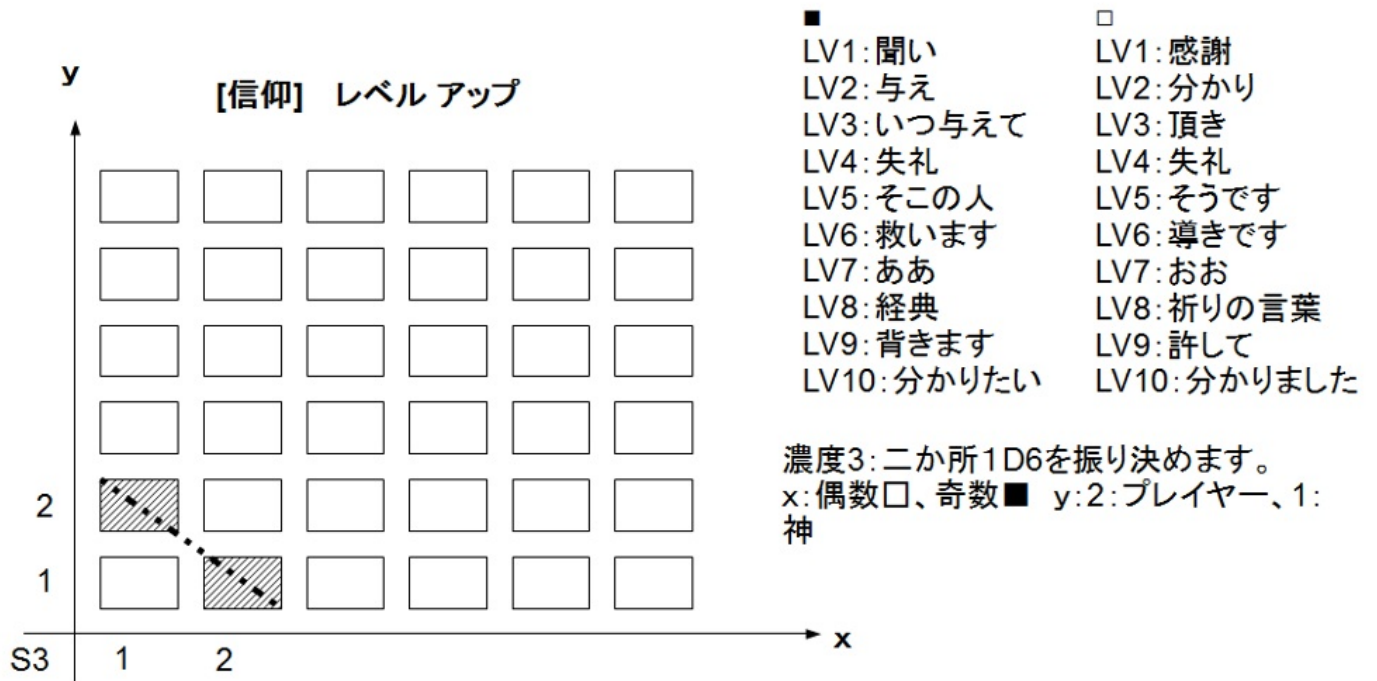 y
[信仰] レベル アップ
2
1
S3 1 2
x
■
LV1:聞い
LV2:与え
LV3:いつ与えて
LV4:失礼
LV5:そこの人
LV6:救います
LV7:ああ
LV8:経典
LV9:背きます
LV10:分かりたい
□
LV1:感謝
LV2:分かり
LV3:頂き
LV4:失礼
LV5:そうです
LV6:導きです
LV7:おお
LV8:祈りの言葉
LV9:許して
LV10:分かりました
濃度3:二か所1D6を振り決めます。
x:偶数□、奇数■ y:2:プレイヤー、1:
神